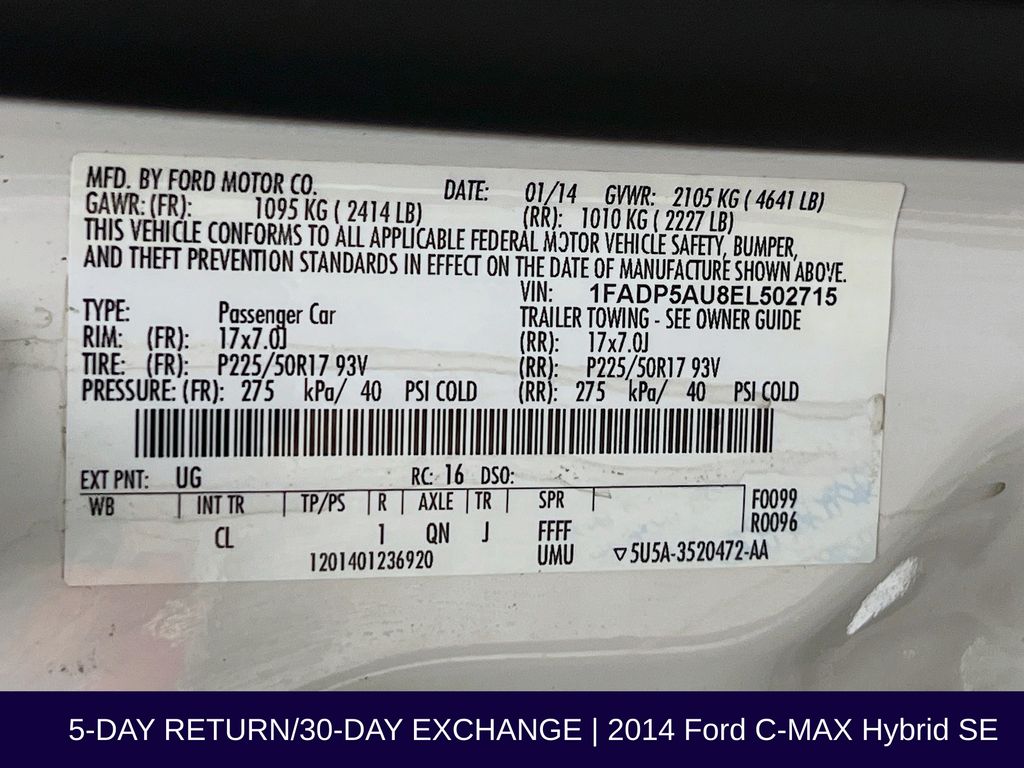 MFD. BY FORD MOTOR CO. DATE: 01/14 GVWR: 2105 KG ( 4641 LB)
GAWR: (FR): 1095 KG ( 2414 LB) (RR): 1010 KG ( 2227 LB)
THIS VEHICLE CONFORMS TO ALL APPLICABLE FEDERAL MOTOR VEHICLE SAFETY, BUMPER,
AND THEFT PREVENTION STANDARDS IN EFFECT ON THE DATE OF MANUFACTURE SHOWN ABOVE.
VIN: 1FADP5AU8EL502715
TYPE: Passenger Car TRAILER TOWING - SEE OWNER GUIDE
RIM: (FR): 17x7.0J (RR): 17x7.0J
TIRE: (FR): P225/50R17 93V (RR): P225/50R17 93V
PRESSURE: (FR): 275 kPa/ 40 PSI COLD (RR): 275 kPa/ 40 PSI COLD
EXT PNT: UG RC: 16 DSO:
WB | INT TR | TP/PS | R | AXLE | TR | SPR | F0099
R0096
CL 1 QN J FFFF
1201401236920 UMU ▽5U5A-3520472-AA
5-DAY RETURN/30-DAY EXCHANGE | 2014 Ford C-MAX Hybrid SE